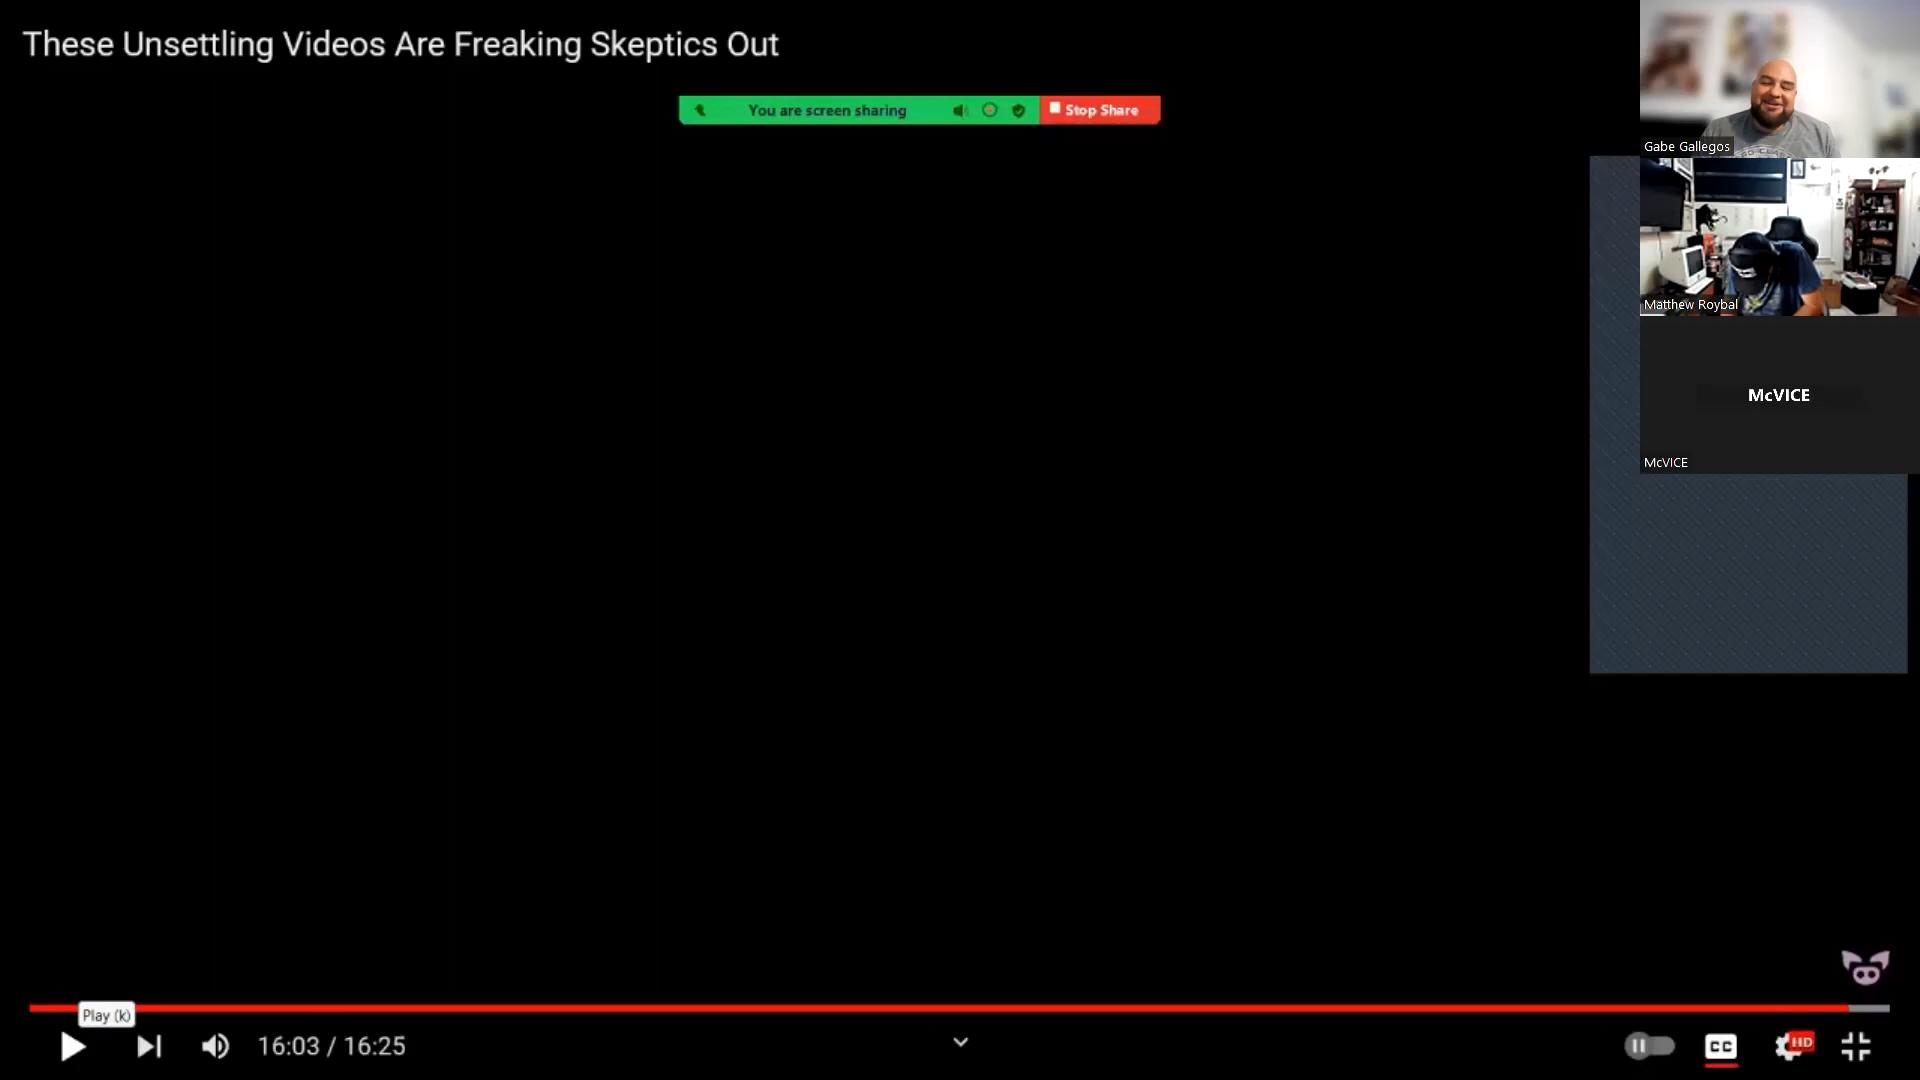 These Unsettling Videos Are Freaking Skeptics Out
You are screen sharing
Stop Share
Gabe Gallegos
Matthew Roybal
McVICE
McVICE
Play (k)
16:03 / 16:25
CC
HD